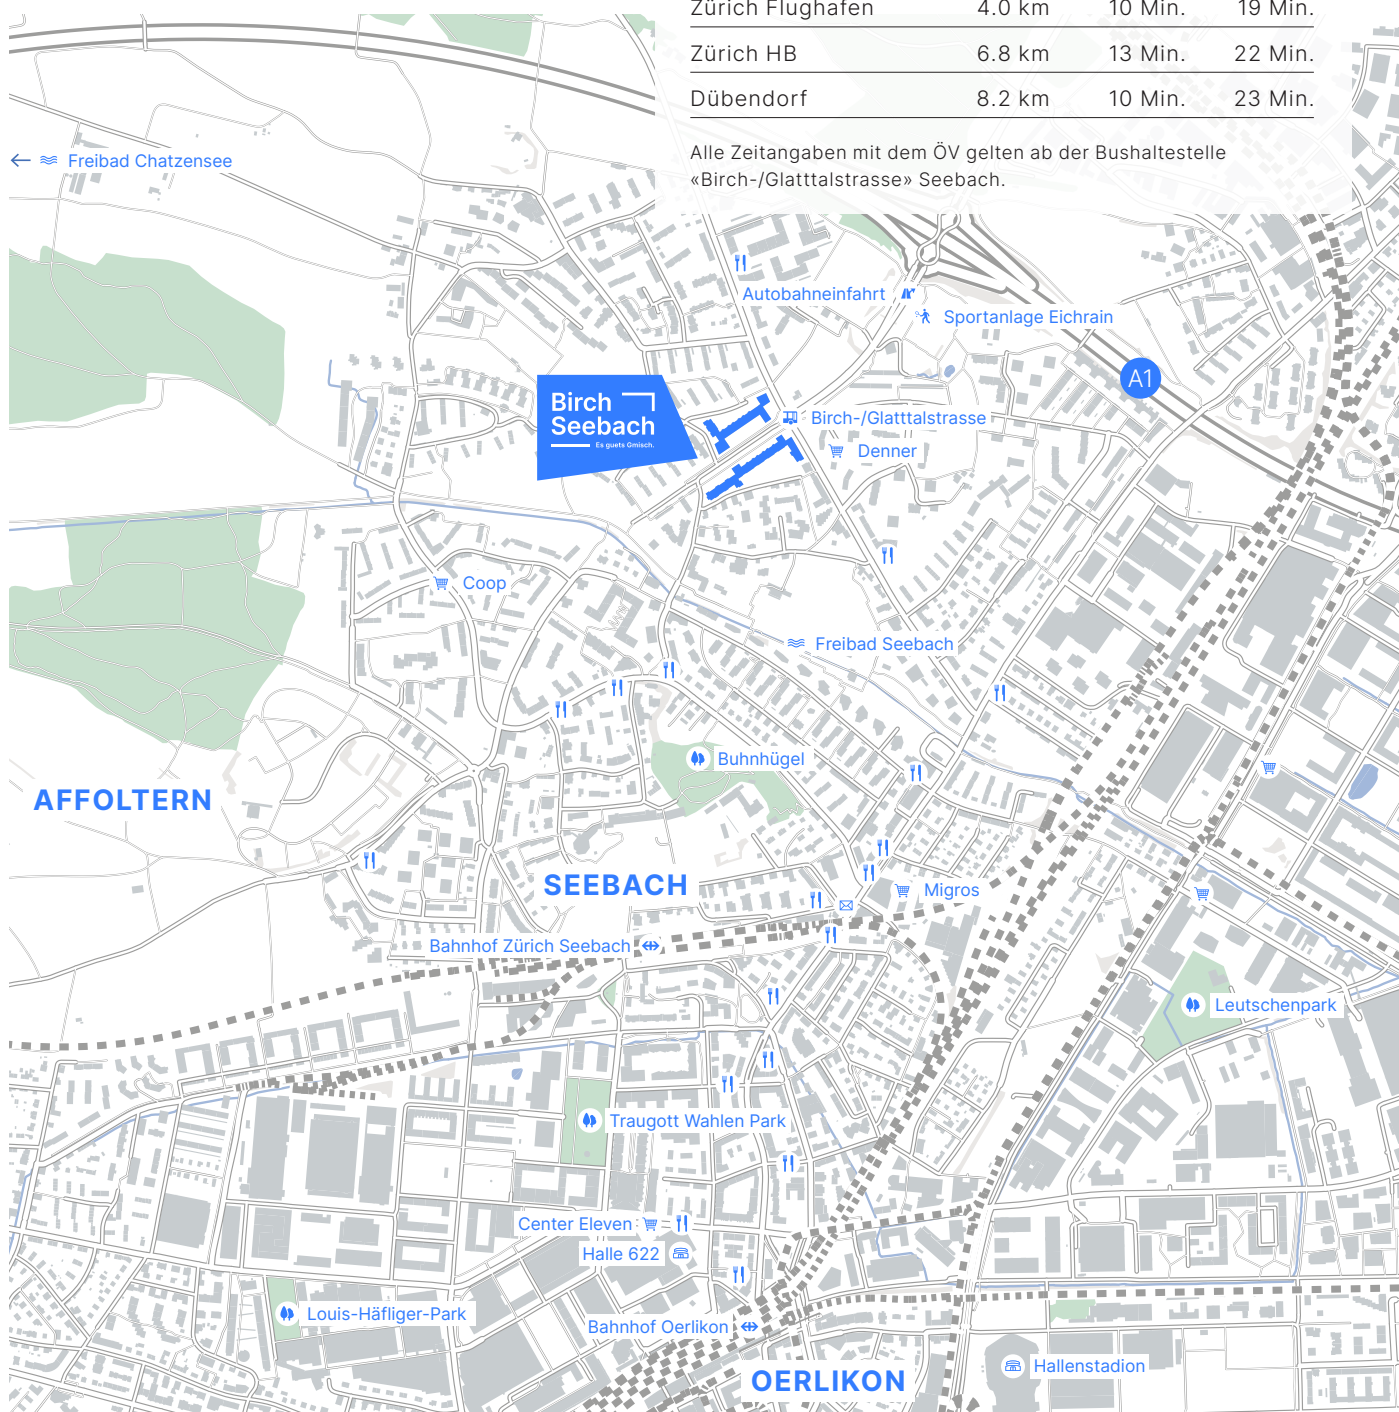 Zürich Flughafen 4.0 km 10 Min. 19 Min.
Zürich HB 6.8 km 13 Min. 22 Min.
Dübendorf 8.2 km 10 Min. 23 Min.
Alle Zeitangaben mit dem ÖV gelten ab der Bushaltestelle
«Birch-/Glatttalstrasse» Seebach.
Freibad Chatzensee
Autobahneinfahrt
Sportanlage Eichrain
A1
Birch
Seebach
Es guets Gmisch.
Birch-/Glatttalstrasse
Denner
Coop
Freibad Seebach
Buhnhügel
AFFOLTERN
SEEBACH
Migros
Bahnhof Zürich Seebach
Leutschenpark
Traugott Wahlen Park
Center Eleven
Halle 622
Louis-Häfliger-Park
Bahnhof Oerlikon
Hallenstadion
OERLIKON